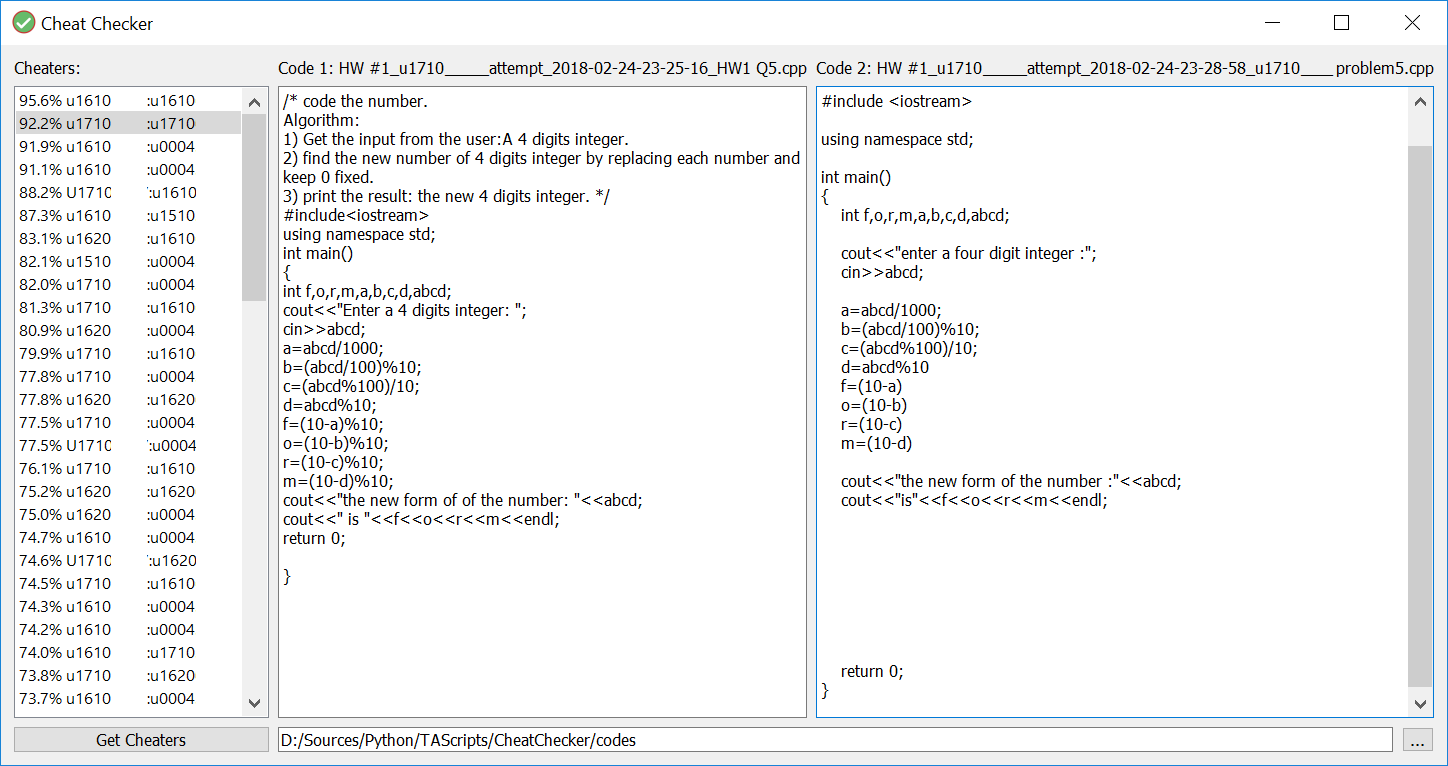 Cheat Checker
Cheaters:
Code 1: HW #1_u1710_____attempt_2018-02-24-23-25-16_HW1 Q5.cpp
Code 2: HW #1_u1710_____attempt_2018-02-24-23-28-58_u1710____problem5.cpp
95.6% u1610 :u1610
92.2% u1710 :u1710
91.9% u1610 :u0004
91.1% u1610 :u0004
88.2% U1710 :u1610
87.3% u1610 :u1510
83.1% u1620 :u1610
82.1% u1510 :u0004
82.0% u1710 :u0004
81.3% u1710 :u1610
80.9% u1620 :u0004
79.9% u1710 :u1610
77.8% u1710 :u0004
77.8% u1620 :u1620
77.5% u1710 :u0004
77.5% U1710 :u0004
76.1% u1710 :u1610
75.2% u1620 :u1620
75.0% u1620 :u0004
74.7% u1610 :u0004
74.6% U1710 :u1620
74.5% u1710 :u1610
74.3% u1610 :u0004
74.2% u1610 :u0004
74.0% u1610 :u1710
73.8% u1710 :u1620
73.7% u1610 :u0004
/* code the number.
Algorithm:
1) Get the input from the user:A 4 digits integer.
2) find the new number of 4 digits integer by replacing each number and
keep 0 fixed.
3) print the result: the new 4 digits integer. */
#include<iostream>
using namespace std;
int main()
{
int f,o,r,m,a,b,c,d,abcd;
cout<<"Enter a 4 digits integer: ";
cin>>abcd;
a=abcd/1000;
b=(abcd/100)%10;
c=(abcd%100)/10;
d=abcd%10;
f=(10-a)%10;
o=(10-b)%10;
r=(10-c)%10;
m=(10-d)%10;
cout<<"the new form of of the number: "<<abcd;
cout<<" is "<<f<<o<<r<<m<<endl;
return 0;
}
#include <iostream>
using namespace std;
int main()
{
int f,o,r,m,a,b,c,d,abcd;
cout<<"enter a four digit integer :";
cin>>abcd;
a=abcd/1000;
b=(abcd/100)%10;
c=(abcd%100)/10;
d=abcd%10
f=(10-a)
o=(10-b)
r=(10-c)
m=(10-d)
cout<<"the new form of the number :"<<abcd;
cout<<"is"<<f<<o<<r<<m<<endl;
return 0;
}
Get Cheaters
D:/Sources/Python/TAScripts/CheatChecker/codes
...